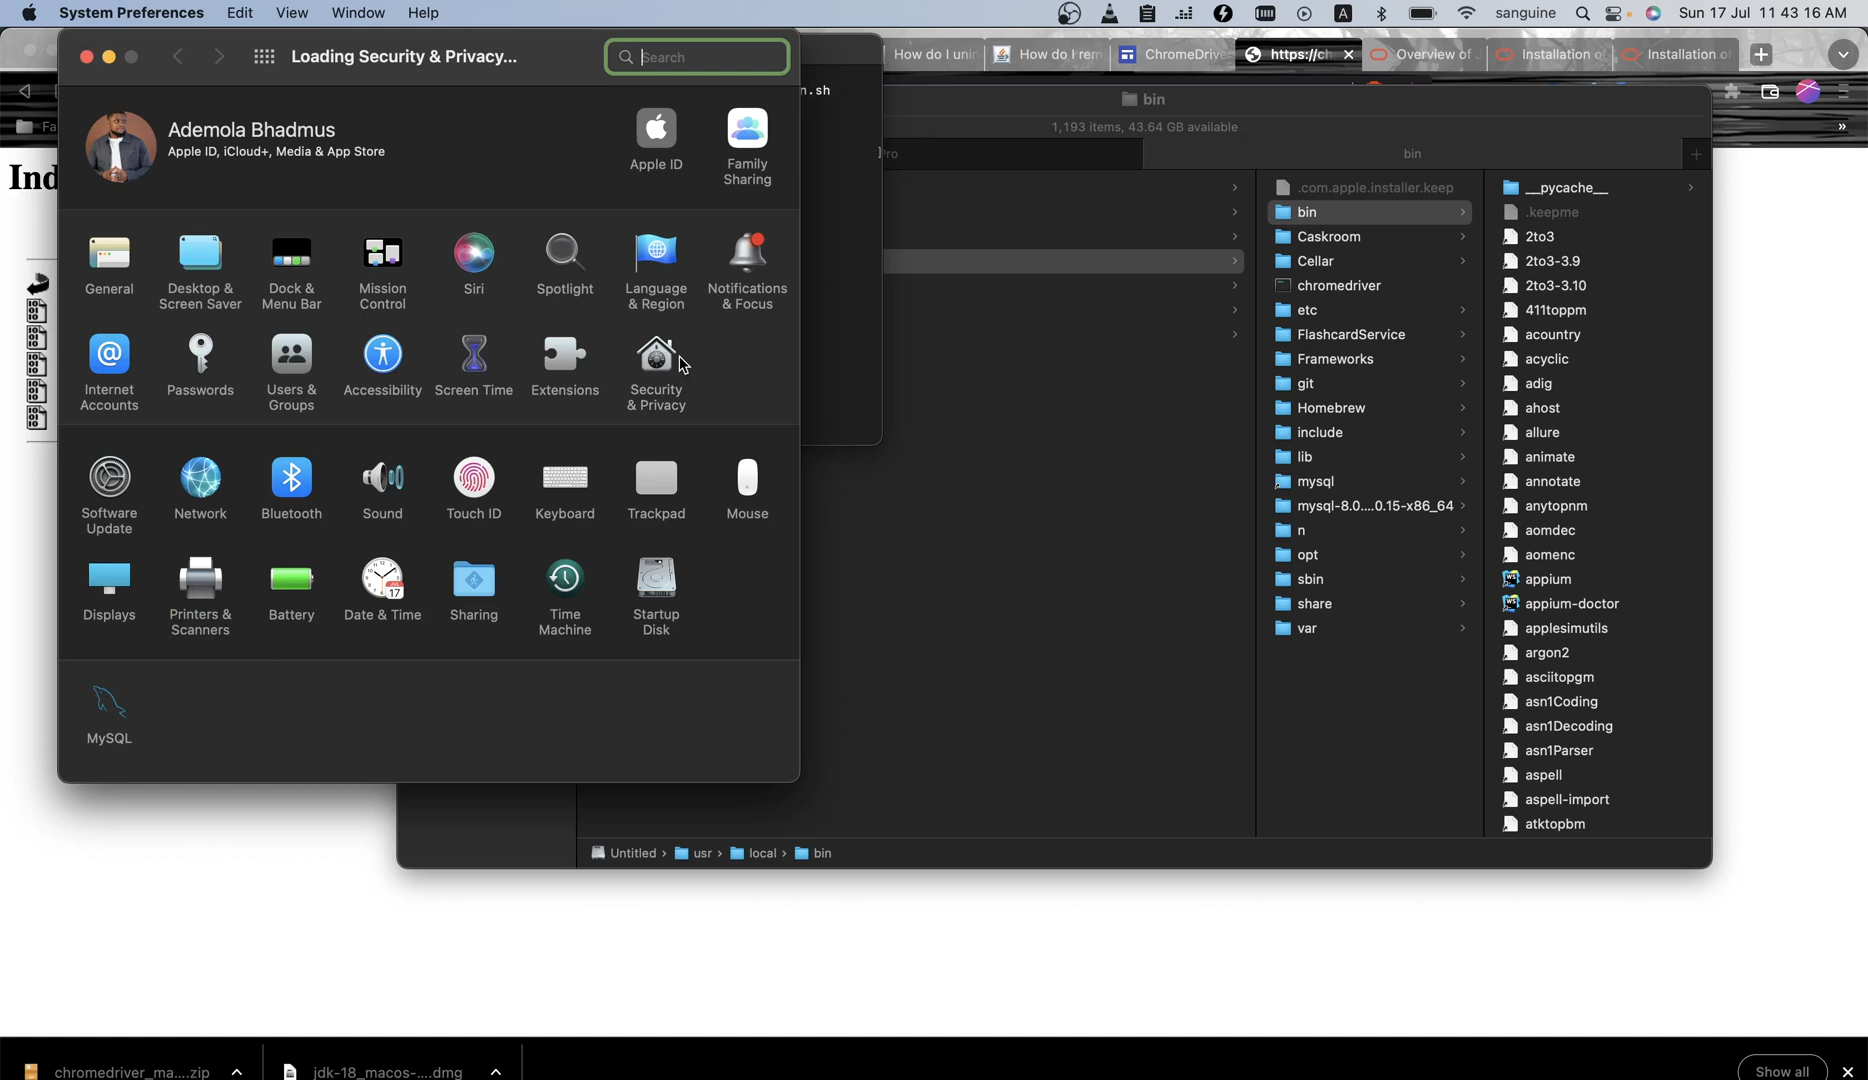 System Preferences Edit View Window Help
A
sanguine
Sun 17 Jul 11 43 16 AM
Loading Security & Privacy...
Search
How do I unin
How do I rem
ChromeDrive
https://ch
Overview of J
Installation o
Installation of
Fa
»
Ind
n.sh
bin
1,193 items, 43.64 GB available
Pro
bin
Ademola Bhadmus
Apple ID, iCloud+, Media & App Store
Apple ID
Family
Sharing
General
Desktop &
Screen Saver
Dock &
Menu Bar
Mission
Control
Siri
Spotlight
Language
& Region
Notifications
& Focus
Internet
Accounts
Passwords
Users &
Groups
Accessibility
Screen Time
Extensions
Security
& Privacy
Software
Update
Network
Bluetooth
Sound
Touch ID
Keyboard
Trackpad
Mouse
Displays
Printers &
Scanners
Battery
17
Date & Time
Sharing
Time
Machine
Startup
Disk
MySQL
.com.apple.installer.keep
bin
Caskroom
Cellar
chromedriver
etc
FlashcardService
Frameworks
git
Homebrew
include
lib
mysql
mysql-8.0....0.15-x86_64
n
opt
sbin
share
var
__pycache__
.keepme
2to3
2to3-3.9
2to3-3.10
411toppm
acountry
acyclic
adig
ahost
allure
animate
annotate
anytopnm
aomdec
aomenc
appium
appium-doctor
applesimutils
argon2
asciitopgm
asn1Coding
asn1Decoding
asn1Parser
aspell
aspell-import
atktopbm
Untitled › usr › local › bin
chromedriver_ma....zip
jdk-18_macos-....dmg
Show all